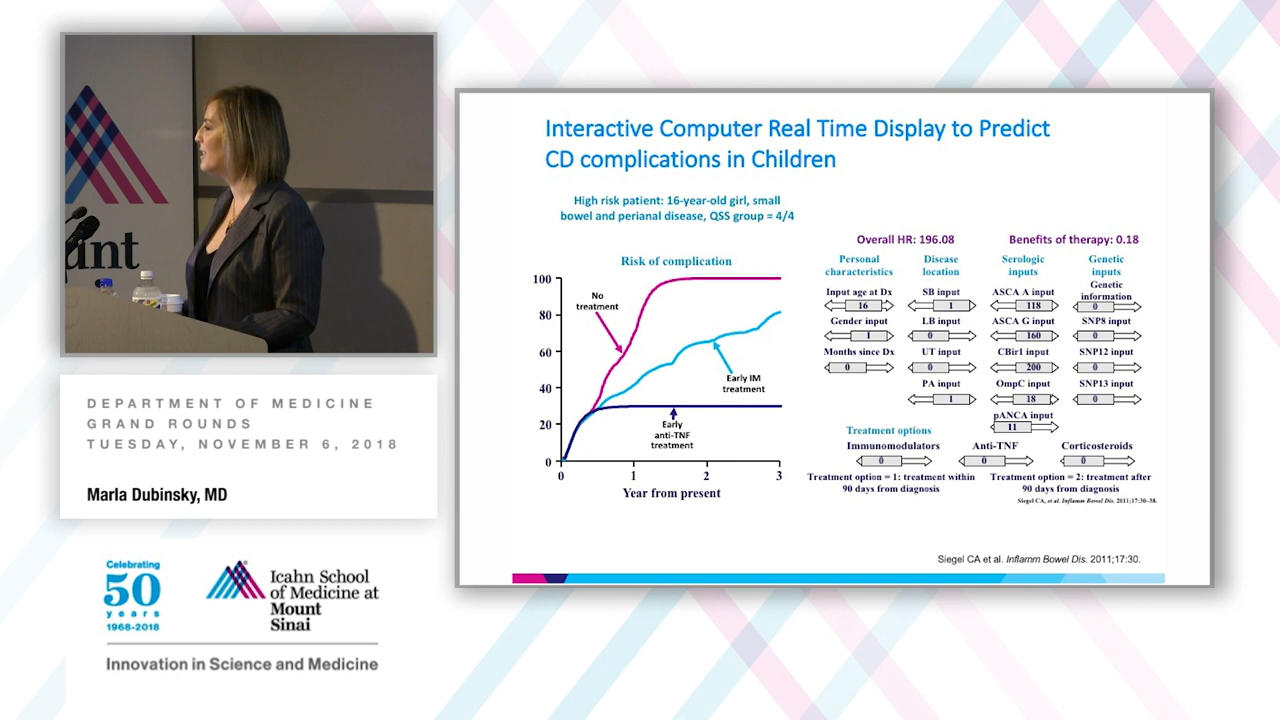 unt
DEPARTMENT OF MEDICINE
GRAND ROUNDS
TUESDAY, NOVEMBER 6, 2018
Marla Dubinsky, MD
Celebrating
50
years
1968-2018
Icahn School
of Medicine at
Mount
Sinai
Innovation in Science and Medicine
Interactive Computer Real Time Display to Predict
CD complications in Children
High risk patient: 16-year-old girl, small
bowel and perianal disease, QSS group = 4/4
Risk of complication
100
80
60
40
20
0
No
treatment
Early IM
treatment
Early
anti-TNF
treatment
0 1 2 3
Year from present
Overall HR: 196.08 Benefits of therapy: 0.18
Personal
characteristics
Disease
location
Serologic
inputs
Genetic
inputs
Input age at Dx
16
SB input
1
ASCA A input
118
Genetic
information
0
Gender input
1
LB input
0
ASCA G input
160
SNP8 input
0
Months since Dx
0
UT input
0
CBir1 input
200
SNP12 input
0
PA input
1
OmpC input
18
SNP13 input
0
pANCA input
11
Treatment options
Immunomodulators
0
Anti-TNF
0
Corticosteroids
0
Treatment option = 1: treatment within
90 days from diagnosis
Treatment option = 2: treatment after
90 days from diagnosis
Siegel CA, et al. Inflamm Bowel Dis. 2011;17:30–38.
Siegel CA et al. Inflamm Bowel Dis. 2011;17:30.